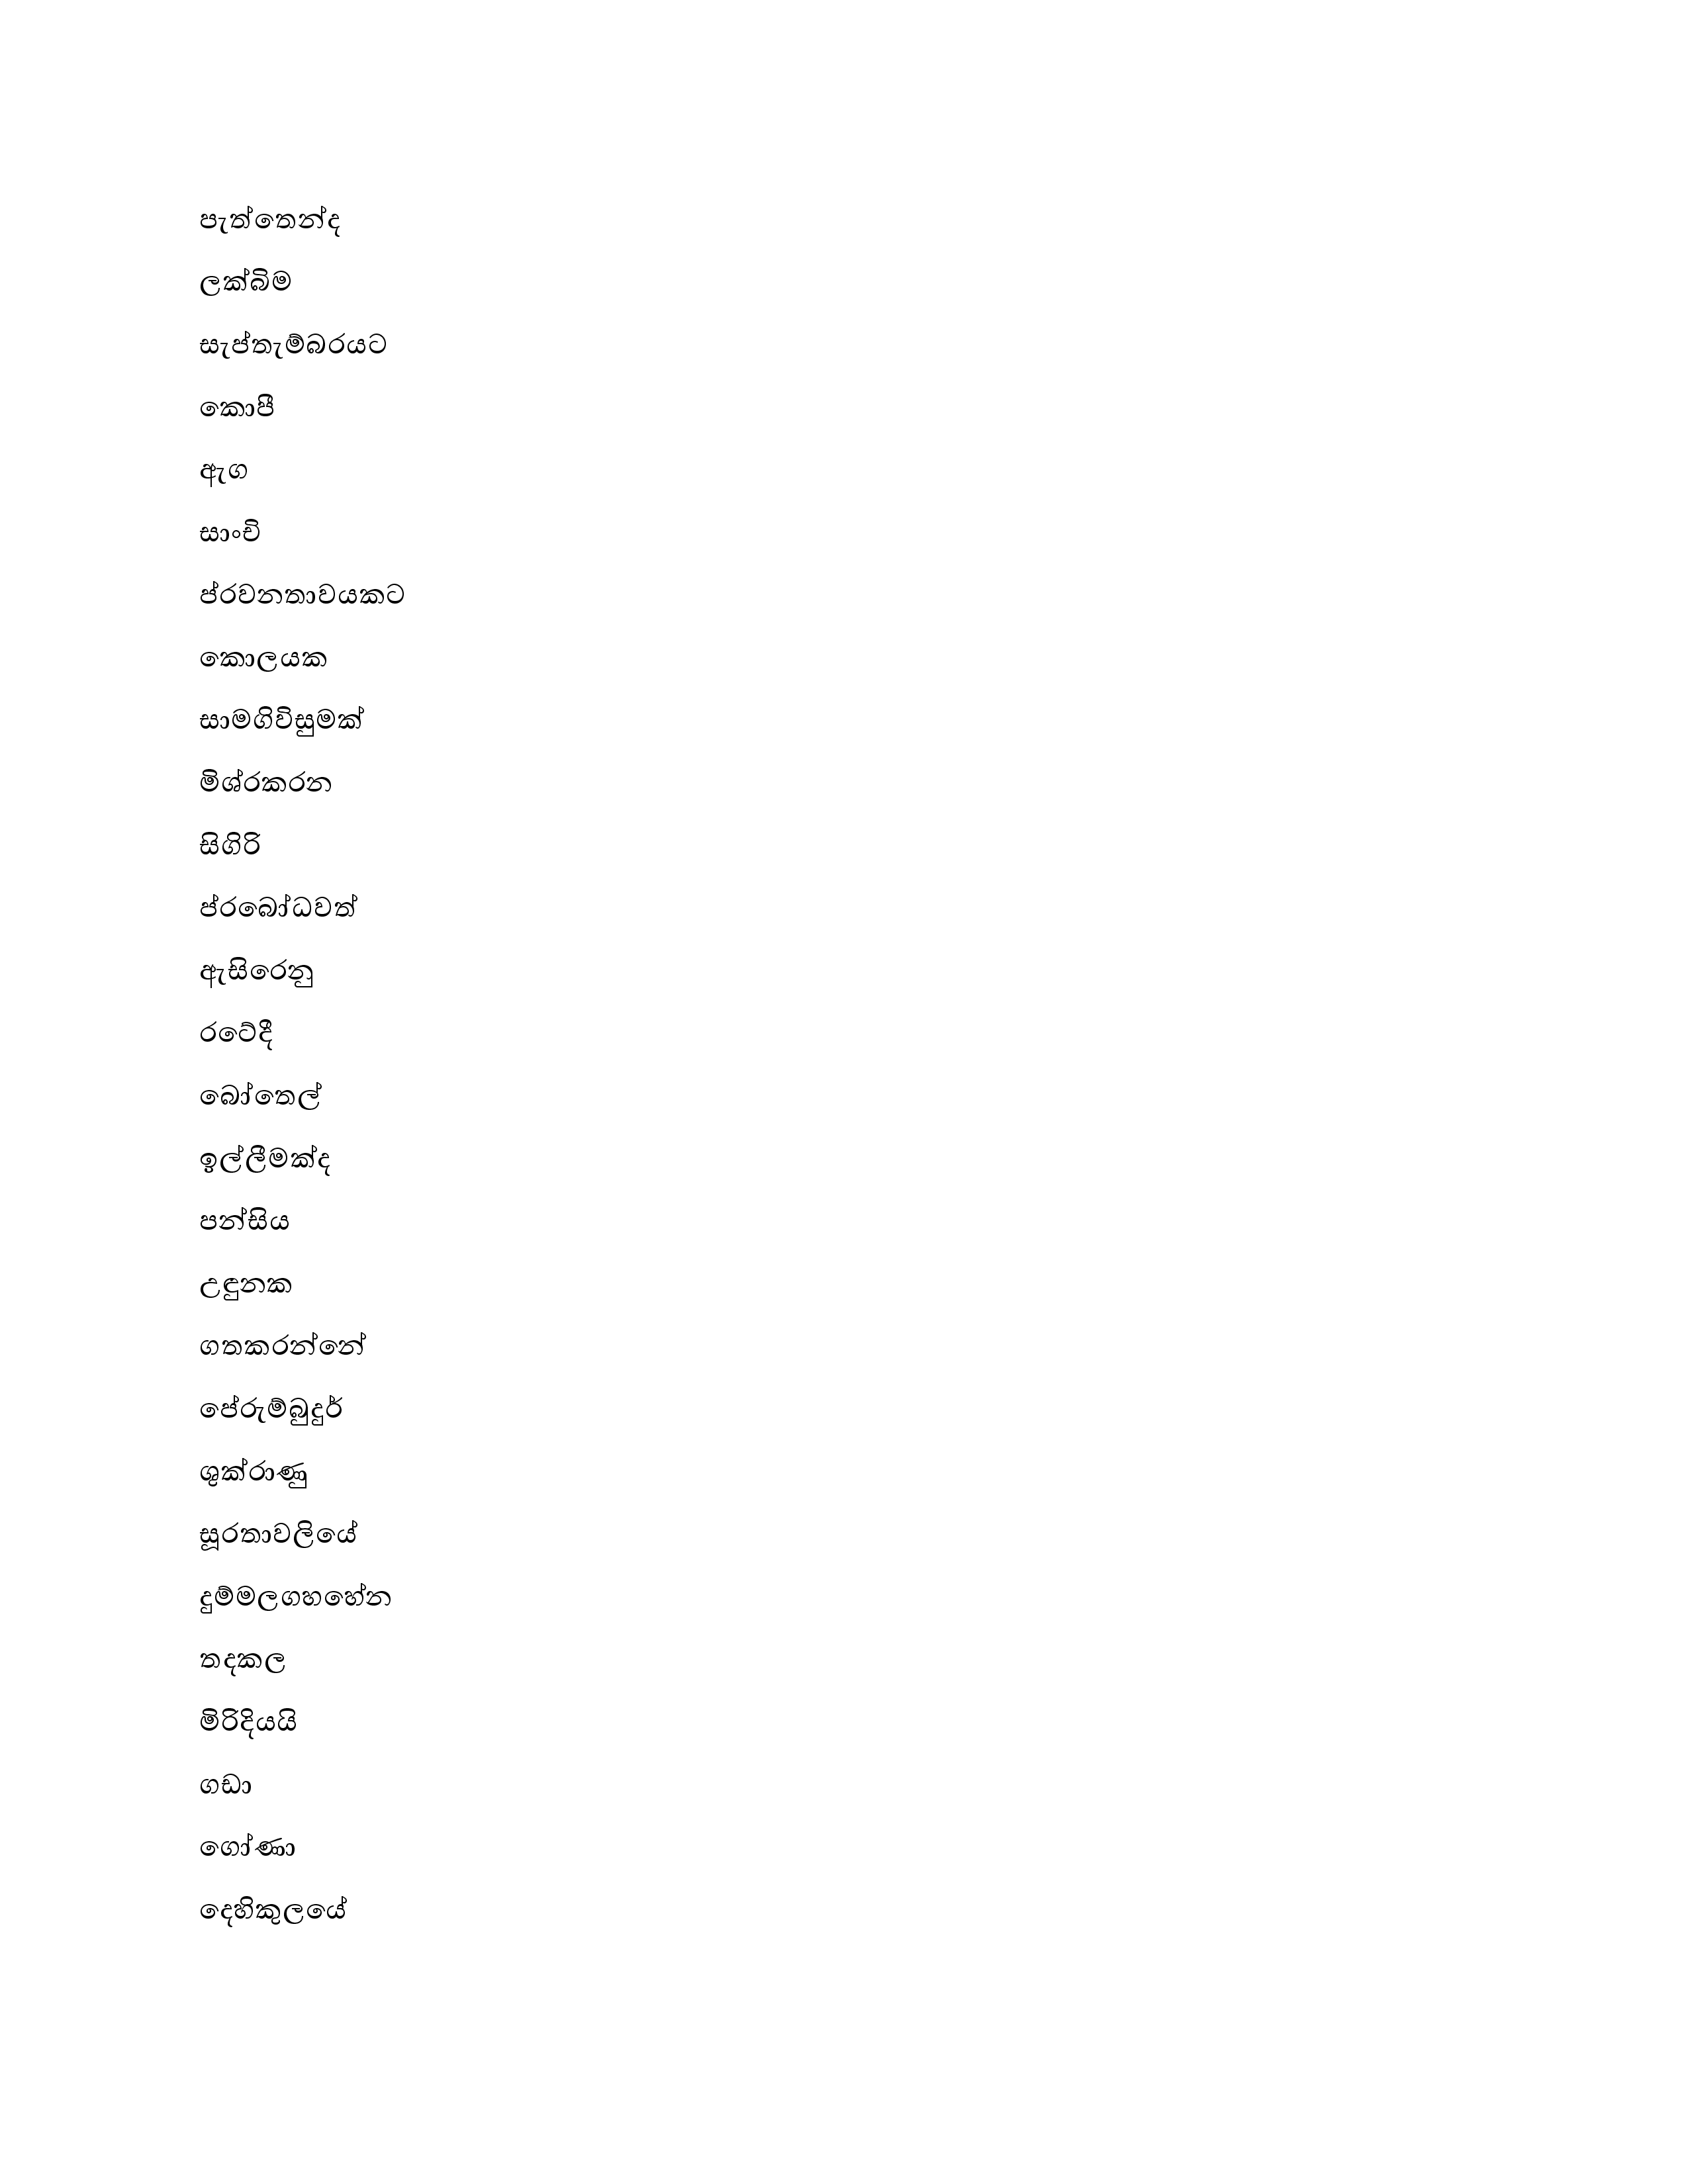 පැත්තෙන්ද
ලක්බිම
සැප්තැම්බරයට
කොපී
ඇග
සාංචි
ප්රවනතාවයකට
කොලයක
සාමගිවිසුමක්
මිශ්රකරන
සිගිරි
ප්රබෝධවත්
ඇසිරෙනු
රටේදී
බෝතෙල්
ඉල්ලීමක්ද
පන්සිය
උඳුනක
ගතකරන්නේ
පේරුම්බුදුර්
ශුක්රාණු
සූරතාවලියේ
දුම්මලගහහේන
තදකල
මිරිදියයි
ගඩා
ගෝණා
දෙහිකුලයේ